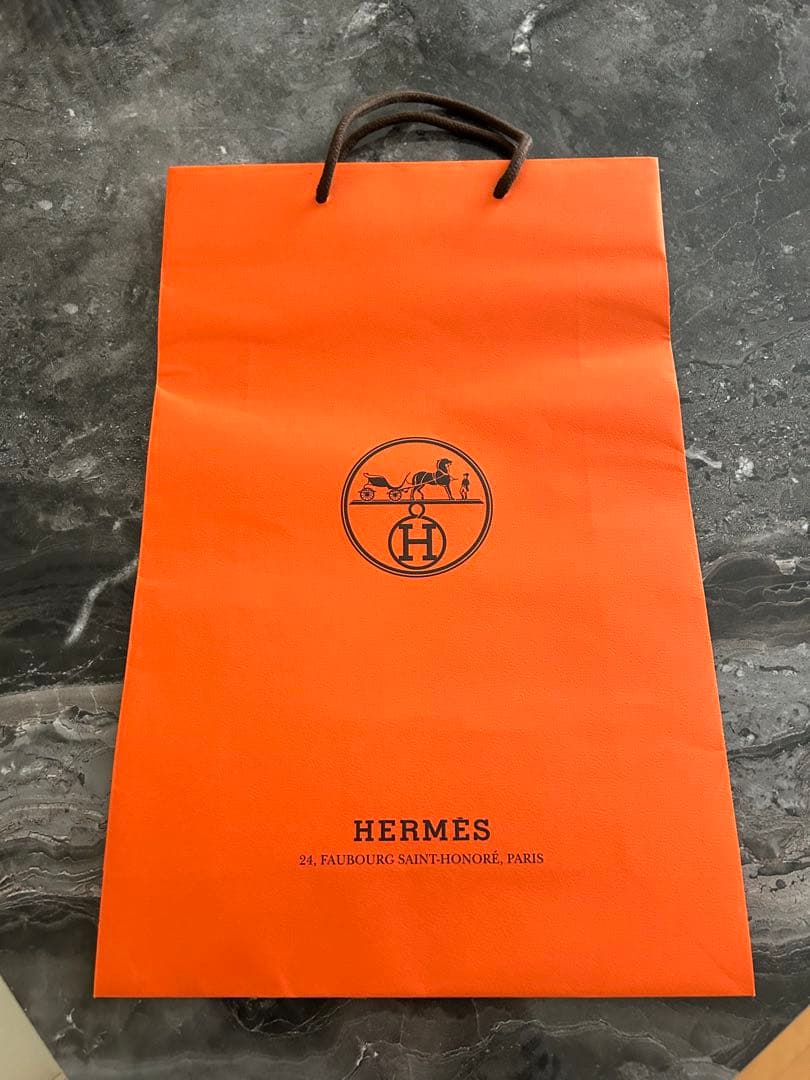 H
HERMÈS
24, FAUBOURG SAINT-HONORÉ, PARIS